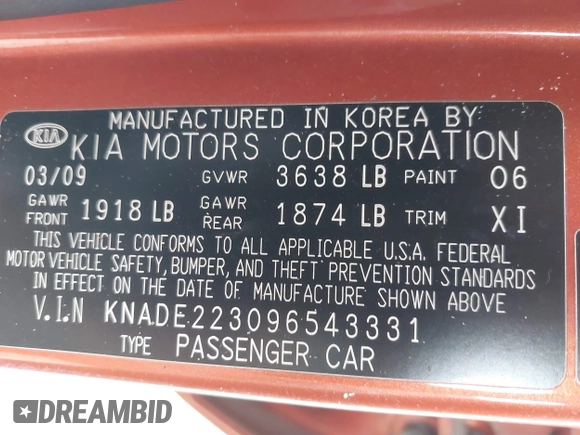 MANUFACTURED IN KOREA BY
KIA KIA MOTORS CORPORATION
03/09 GVWR 3638 LB PAINT 06
GAWR FRONT 1918 LB GAWR REAR 1874 LB TRIM XI
THIS VEHICLE CONFORMS TO ALL APPLICABLE U.S.A. FEDERAL
MOTOR VEHICLE SAFETY, BUMPER, AND THEFT PREVENTION STANDARDS
IN EFFECT ON THE DATE OF MANUFACTURE SHOWN ABOVE
V.I.N KNADE223096543331
TYPE PASSENGER CAR
DREAMBID